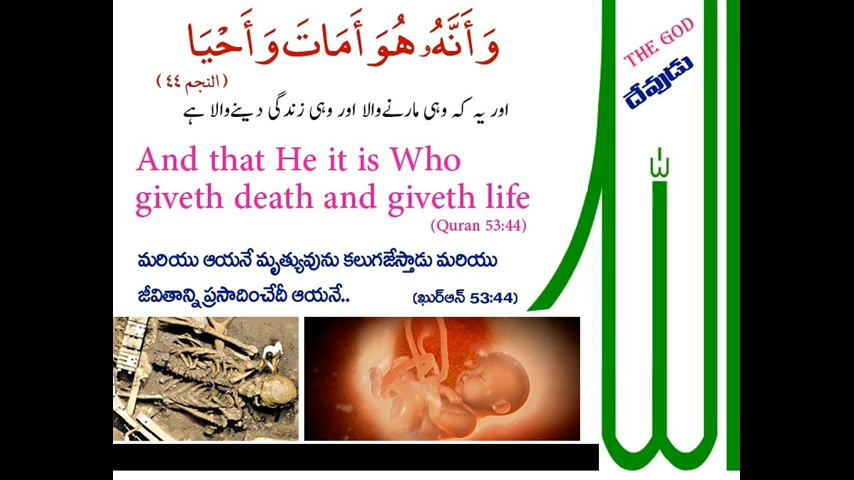 وَأَنَّهُۥ هُوَ أَمَاتَ وَأَحْيَا
(النجم ٤٤)
اور یہ کہ وہی مارنے والا اور وہی زندگی دینے والا ہے
And that He it is Who
giveth death and giveth life
(Quran 53:44)
మరియు ఆయనే మృత్యువును కలుగజేస్తాడు మరియు
జీవితాన్ని ప్రసాదించేదీ ఆయనే..
(ఖుర్ఆన్ 53:44)
THE GOD
దేవుడు
الله